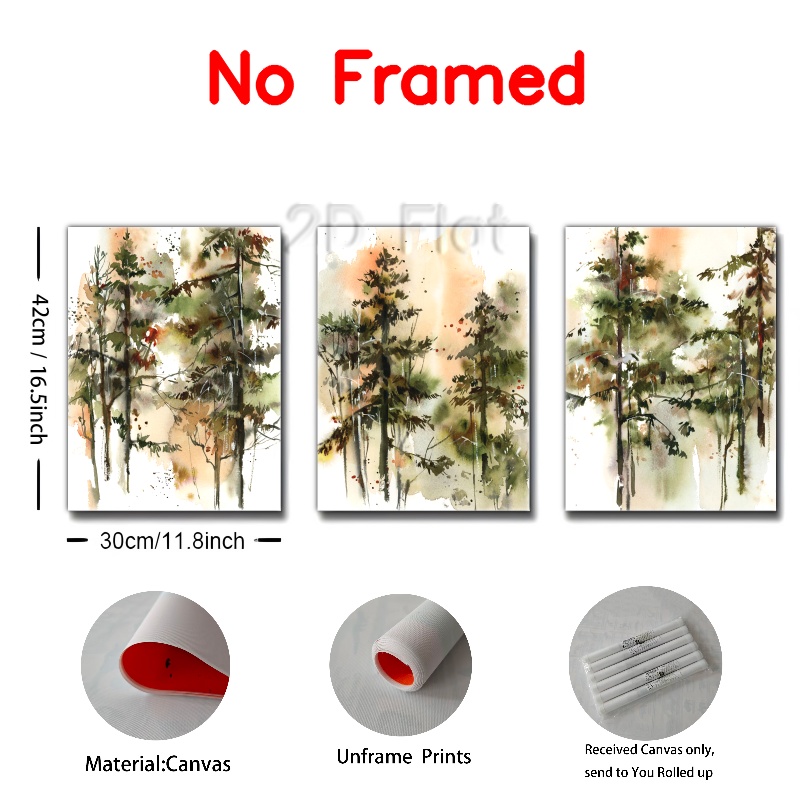 No Framed
2D Flat
42cm / 16.5inch
30cm/11.8inch
Material:Canvas
Unframe Prints
Received Canvas only,
send to You Rolled up